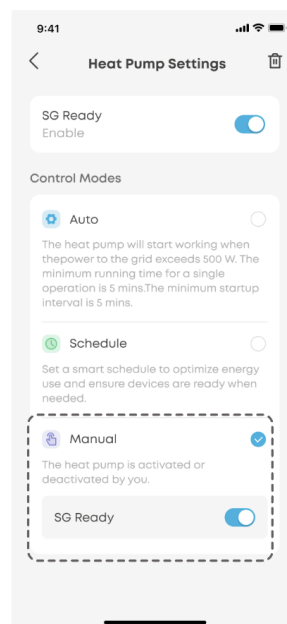 9:41
Heat Pump Settings
SG Ready
Enable
Control Modes
Auto
The heat pump will start working when
thepower to the grid exceeds 500 W. The
minimum running time for a single
operation is 5 mins.The minimum startup
interval is 5 mins.
Schedule
Set a smart schedule to optimize energy
use and ensure devices are ready when
needed.
Manual
The heat pump is activated or
deactivated by you.
SG Ready